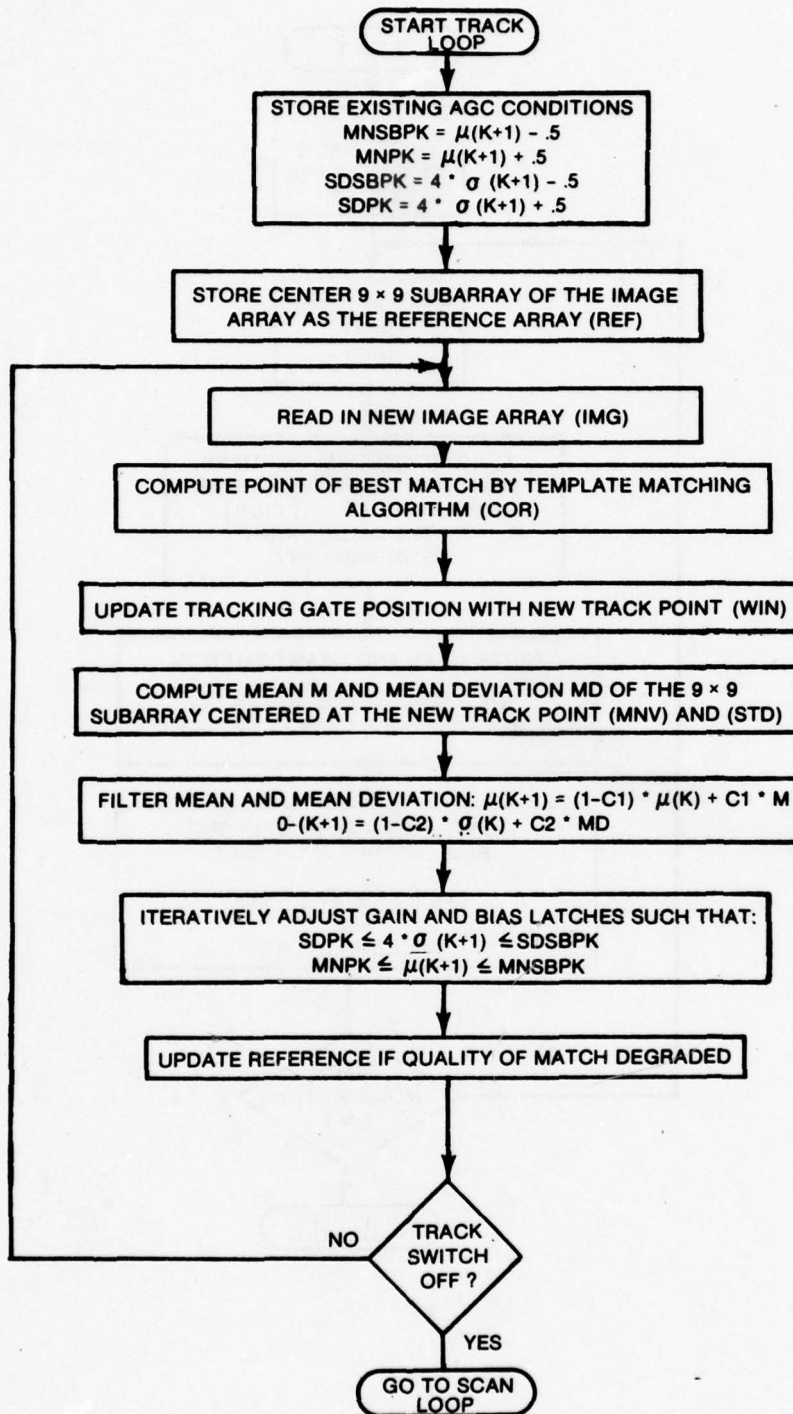 START TRACK
LOOP
STORE EXISTING AGC CONDITIONS
MNSBPK = μ(K+1) - .5
MNPK = μ(K+1) + .5
SDSBPK = 4 * σ (K+1) - .5
SDPK = 4 * σ (K+1) + .5
STORE CENTER 9 × 9 SUBARRAY OF THE IMAGE
ARRAY AS THE REFERENCE ARRAY (REF)
READ IN NEW IMAGE ARRAY (IMG)
COMPUTE POINT OF BEST MATCH BY TEMPLATE MATCHING
ALGORITHM (COR)
UPDATE TRACKING GATE POSITION WITH NEW TRACK POINT (WIN)
COMPUTE MEAN M AND MEAN DEVIATION MD OF THE 9 × 9
SUBARRAY CENTERED AT THE NEW TRACK POINT (MNV) AND (STD)
FILTER MEAN AND MEAN DEVIATION: μ(K+1) = (1-C1) * μ(K) + C1 * M
0-(K+1) = (1-C2) * σ (K) + C2 * MD
ITERATIVELY ADJUST GAIN AND BIAS LATCHES SUCH THAT:
SDPK ≤ 4 * σ (K+1) ≤ SDSBPK
MNPK ≤ μ(K+1) ≤ MNSBPK
UPDATE REFERENCE IF QUALITY OF MATCH DEGRADED
NO
TRACK
SWITCH
OFF ?
YES
GO TO SCAN
LOOP